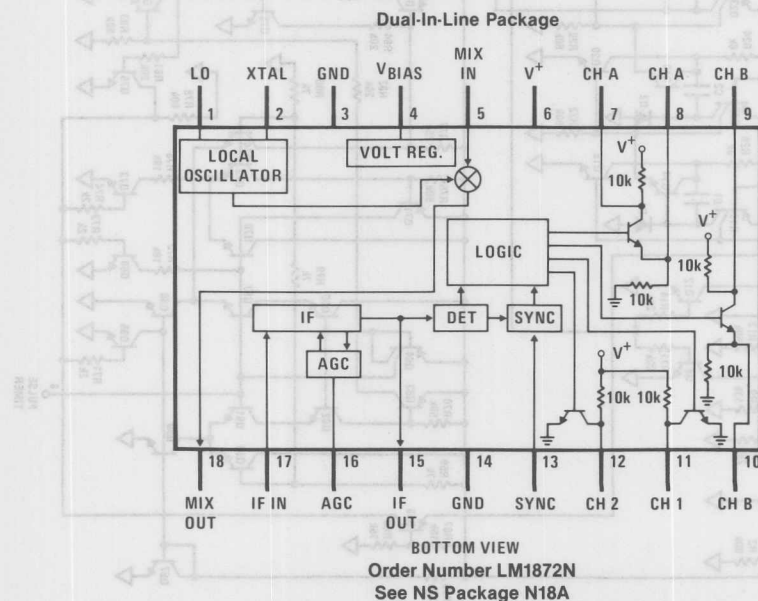 Dual-In-Line Package
LO XTAL GND VBIAS MIX IN V+ CH A CH A CH B
1 2 3 4 5 6 7 8 9
LOCAL OSCILLATOR
VOLT REG.
V+
10k
LOGIC
V+
10k
10k
IF
DET
SYNC
AGC
V+
10k
10k
10k
18 17 16 15 14 13 12 11 10
MIX OUT IF IN AGC IF OUT GND SYNC CH 2 CH 1 CH B
BOTTOM VIEW
Order Number LM1872N
See NS Package N18A